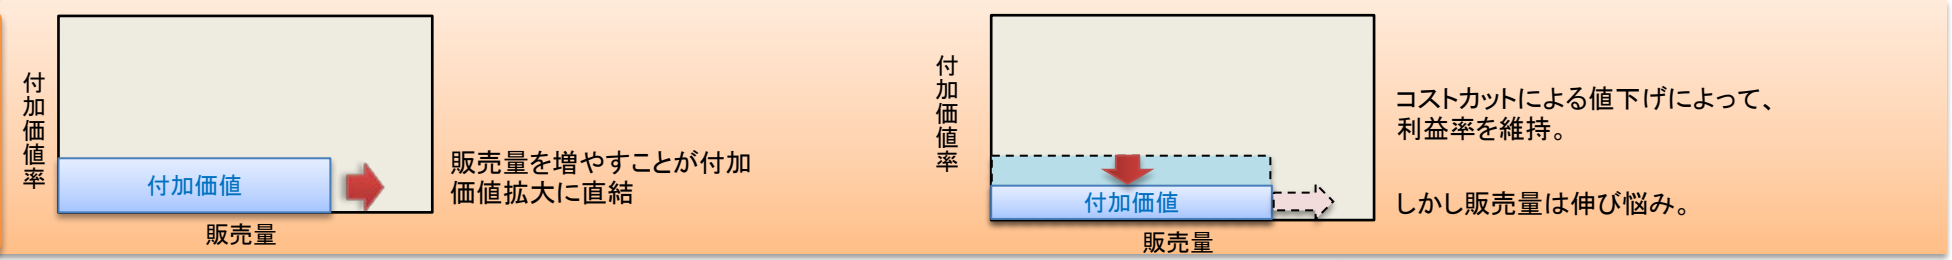 付加価値率
付加価値
販売量
販売量を増やすことが付加
価値拡大に直結
付加価値率
付加価値
販売量
コストカットによる値下げによって、
利益率を維持。
しかし販売量は伸び悩み。